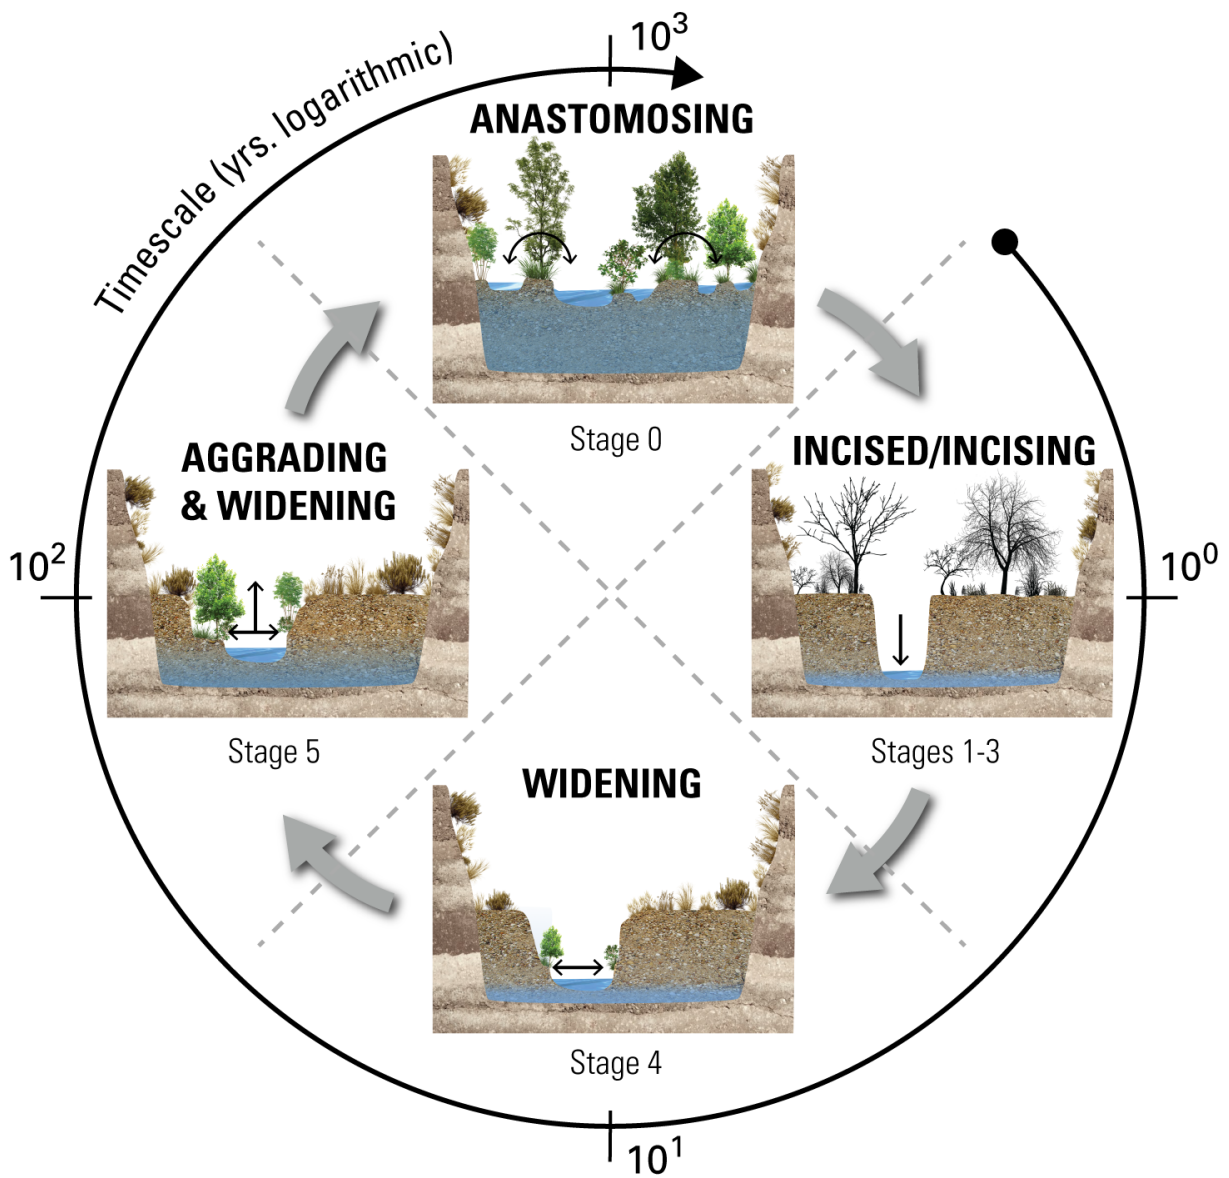 10³
Timescale (yrs. logarithmic)
ANASTOMOSING
Stage 0
AGGRADING
& WIDENING
INCISED/INCISING
10²
10⁰
Stage 5
Stages 1-3
WIDENING
Stage 4
10¹